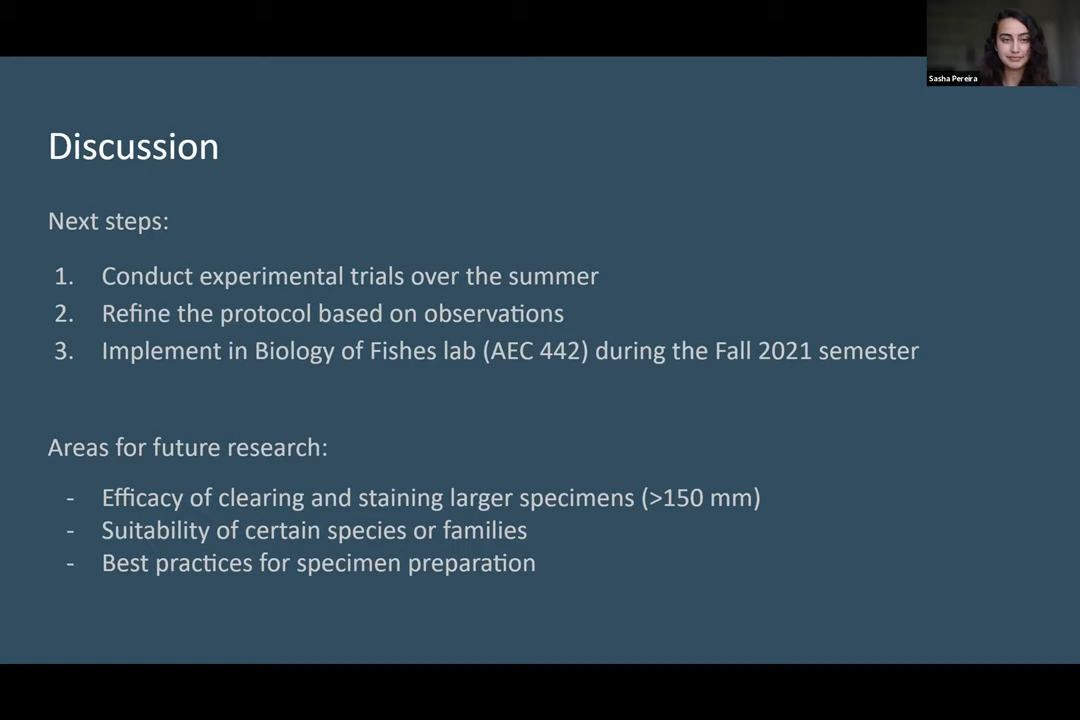 Sasha Pereira
Discussion
Next steps:
1. Conduct experimental trials over the summer
2. Refine the protocol based on observations
3. Implement in Biology of Fishes lab (AEC 442) during the Fall 2021 semester
Areas for future research:
- Efficacy of clearing and staining larger specimens (>150 mm)
- Suitability of certain species or families
- Best practices for specimen preparation